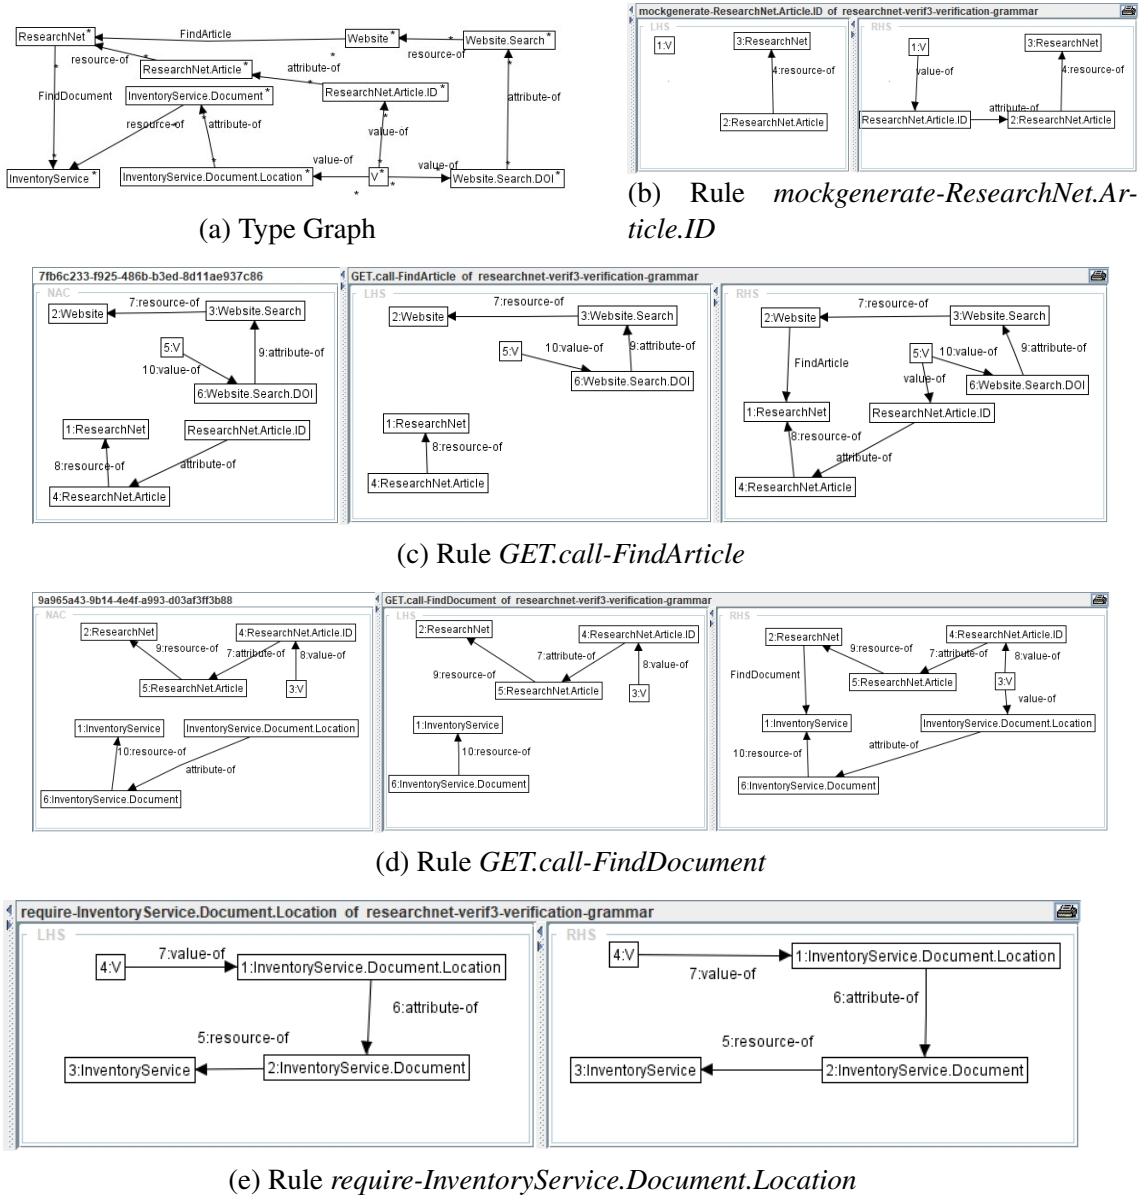 ResearchNet*
FindArticle
Website*
Website.Search*
resource-of
resource-of
ResearchNet.Article*
attribute-of
FindDocument
InventoryService.Document*
ResearchNet.Article.ID*
attribute-of
resource-of
attribute-of
value-of
value-of
value-of
InventoryService*
InventoryService.Document.Location*
V*
Website.Search.DOI*
(a) Type Graph
mockgenerate-ResearchNet.Article.ID of researchnet-verif3-verification-grammar
LHS
1:V
3:ResearchNet
4:resource-of
2:ResearchNet.Article
RHS
1:V
3:ResearchNet
value-of
4:resource-of
attribute-of
ResearchNet.Article.ID
2:ResearchNet.Article
(b) Rule mockgenerate-ResearchNet.Ar-
ticle.ID
7fb6c233-f925-486b-b3ed-8d11ae937c86
NAC
7:resource-of
2:Website
3:Website.Search
5:V
9:attribute-of
10:value-of
6:Website.Search.DOI
1:ResearchNet
ResearchNet.Article.ID
8:resource-of
attribute-of
4:ResearchNet.Article
GET.call-FindArticle of researchnet-verif3-verification-grammar
LHS
7:resource-of
2:Website
3:Website.Search
5:V
10:value-of
9:attribute-of
6:Website.Search.DOI
1:ResearchNet
8:resource-of
4:ResearchNet.Article
RHS
7:resource-of
2:Website
3:Website.Search
5:V
10:value-of
9:attribute-of
FindArticle
value-of
6:Website.Search.DOI
1:ResearchNet
ResearchNet.Article.ID
8:resource-of
attribute-of
4:ResearchNet.Article
(c) Rule GET.call-FindArticle
9a965a43-9b14-4e4f-a993-d03af3ff3b88
NAC
2:ResearchNet
4:ResearchNet.Article.ID
9:resource-of
7:attribute-of
8:value-of
5:ResearchNet.Article
3:V
1:InventoryService
InventoryService.Document.Location
10:resource-of
attribute-of
6:InventoryService.Document
GET.call-FindDocument of researchnet-verif3-verification-grammar
LHS
2:ResearchNet
4:ResearchNet.Article.ID
7:attribute-of
8:value-of
9:resource-of
5:ResearchNet.Article
3:V
1:InventoryService
10:resource-of
6:InventoryService.Document
RHS
2:ResearchNet
4:ResearchNet.Article.ID
9:resource-of
7:attribute-of
8:value-of
FindDocument
5:ResearchNet.Article
3:V
value-of
1:InventoryService
InventoryService.Document.Location
10:resource-of
attribute-of
6:InventoryService.Document
(d) Rule GET.call-FindDocument
require-InventoryService.Document.Location of researchnet-verif3-verification-grammar
LHS
7:value-of
4:V
1:InventoryService.Document.Location
6:attribute-of
5:resource-of
3:InventoryService
2:InventoryService.Document
RHS
4:V
7:value-of
1:InventoryService.Document.Location
6:attribute-of
5:resource-of
3:InventoryService
2:InventoryService.Document
(e) Rule require-InventoryService.Document.Location